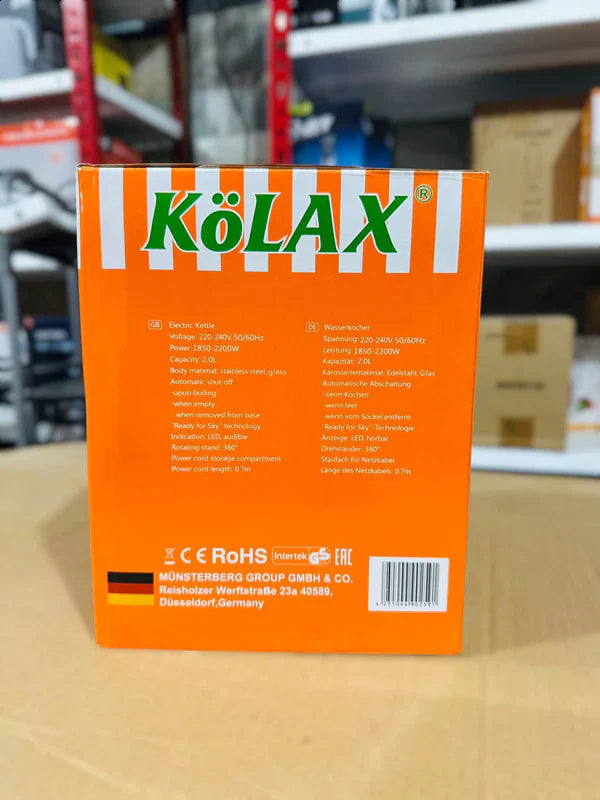 KöLAX®
GB Electric Kettle
Voltage: 220-240V, 50/60Hz
Power: 1850-2200W
Capacity: 2.0L
Body material: stainless steel, glass
Automatic shut-off
-upon boiling
-when empty
- when removed from base
"Ready for Sky" technology
Indication: LED, audible
Rotating stand: 360°
Power cord storage compartment
Power cord length: 0.7m
DE Wasserkocher
Spannung: 220-240V, 50/60Hz
Leistung: 1850-2200W
Kapazität: 2.0L
Karosseriematerial: Edelstahl, Glas
Automatische Abschaltung
-beim Kochen
-wenn leer
-wenn vom Sockel entfernt
"Ready for Sky"-Technologie
Anzeige: LED, hörbar
Drehständer: 360°
Staufach für Netzkabel
Länge des Netzkabels: 0.7m
CE RoHS Intertek GS EAC
MÜNSTERBERG GROUP GMBH & CO.
Reisholzer Werftstraße 23a 40589,
Düsseldorf,Germany